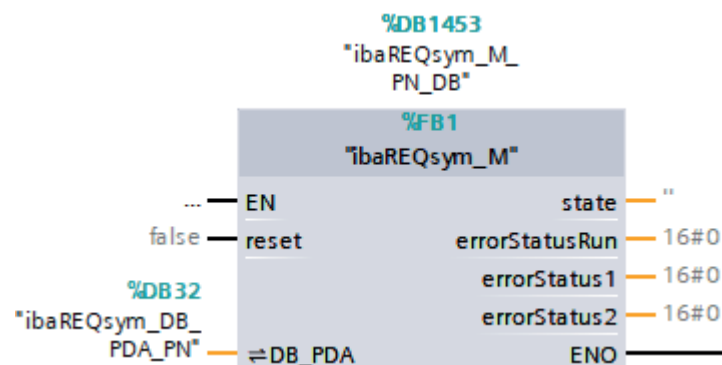 %DB1453
"ibaREQsym_M_
PN_DB"
%FB1
"ibaREQsym_M"
... EN state ''
false reset errorStatusRun 16#0
errorStatus1 16#0
%DB32
errorStatus2 16#0
"ibaREQsym_DB_
PDA_PN" ⇌DB_PDA ENO